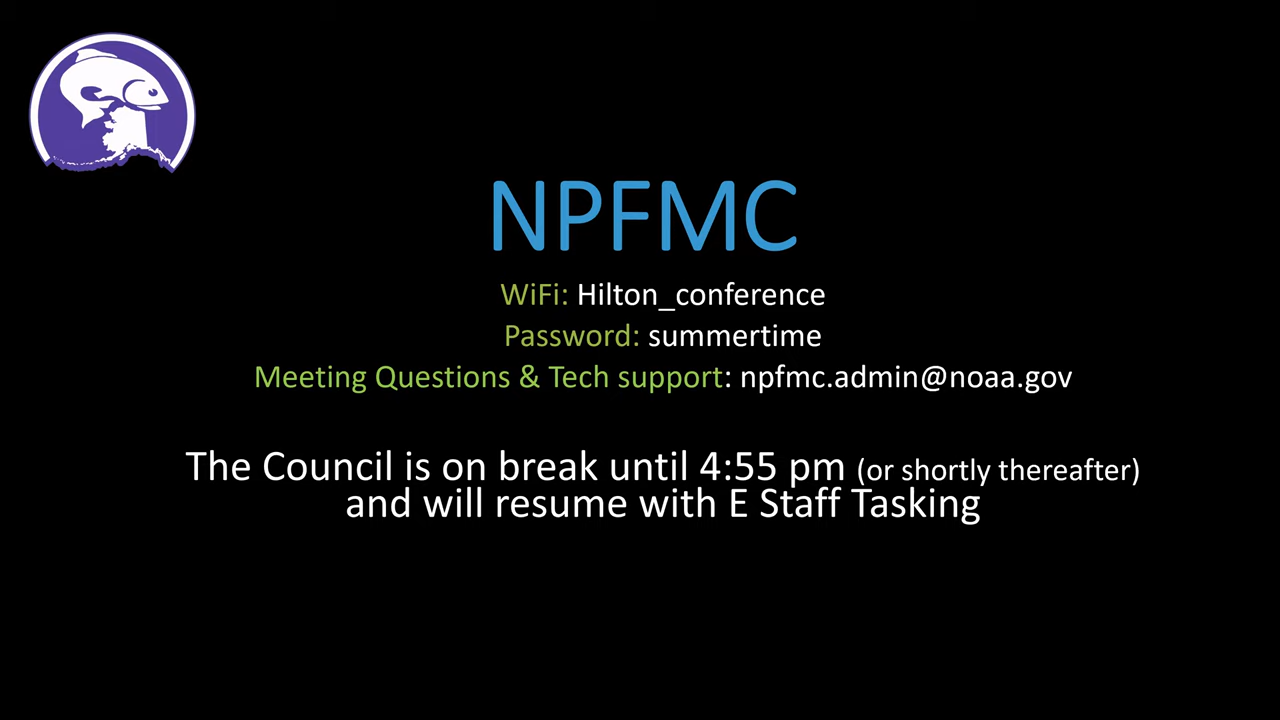 NPFMC
WiFi: Hilton_conference
Password: summertime
Meeting Questions & Tech support: npfmc.admin@noaa.gov
The Council is on break until 4:55 pm (or shortly thereafter)
and will resume with E Staff Tasking